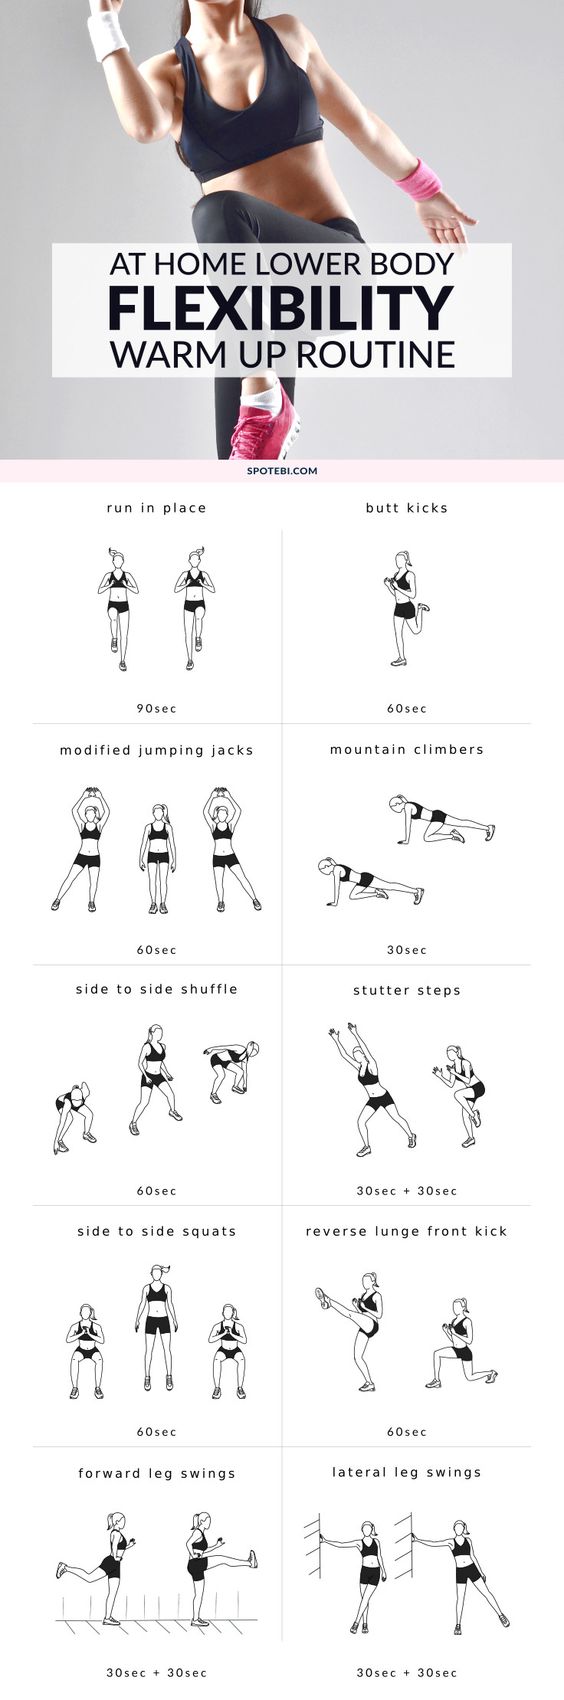 AT HOME LOWER BODY
FLEXIBILITY
WARM UP ROUTINE
SPOTEBI.COM
run in place
butt kicks
90sec
60sec
modified jumping jacks
mountain climbers
60sec
30sec
side to side shuffle
stutter steps
60sec
30sec + 30sec
side to side squats
reverse lunge front kick
60sec
60sec
forward leg swings
lateral leg swings
30sec + 30sec
30sec + 30sec